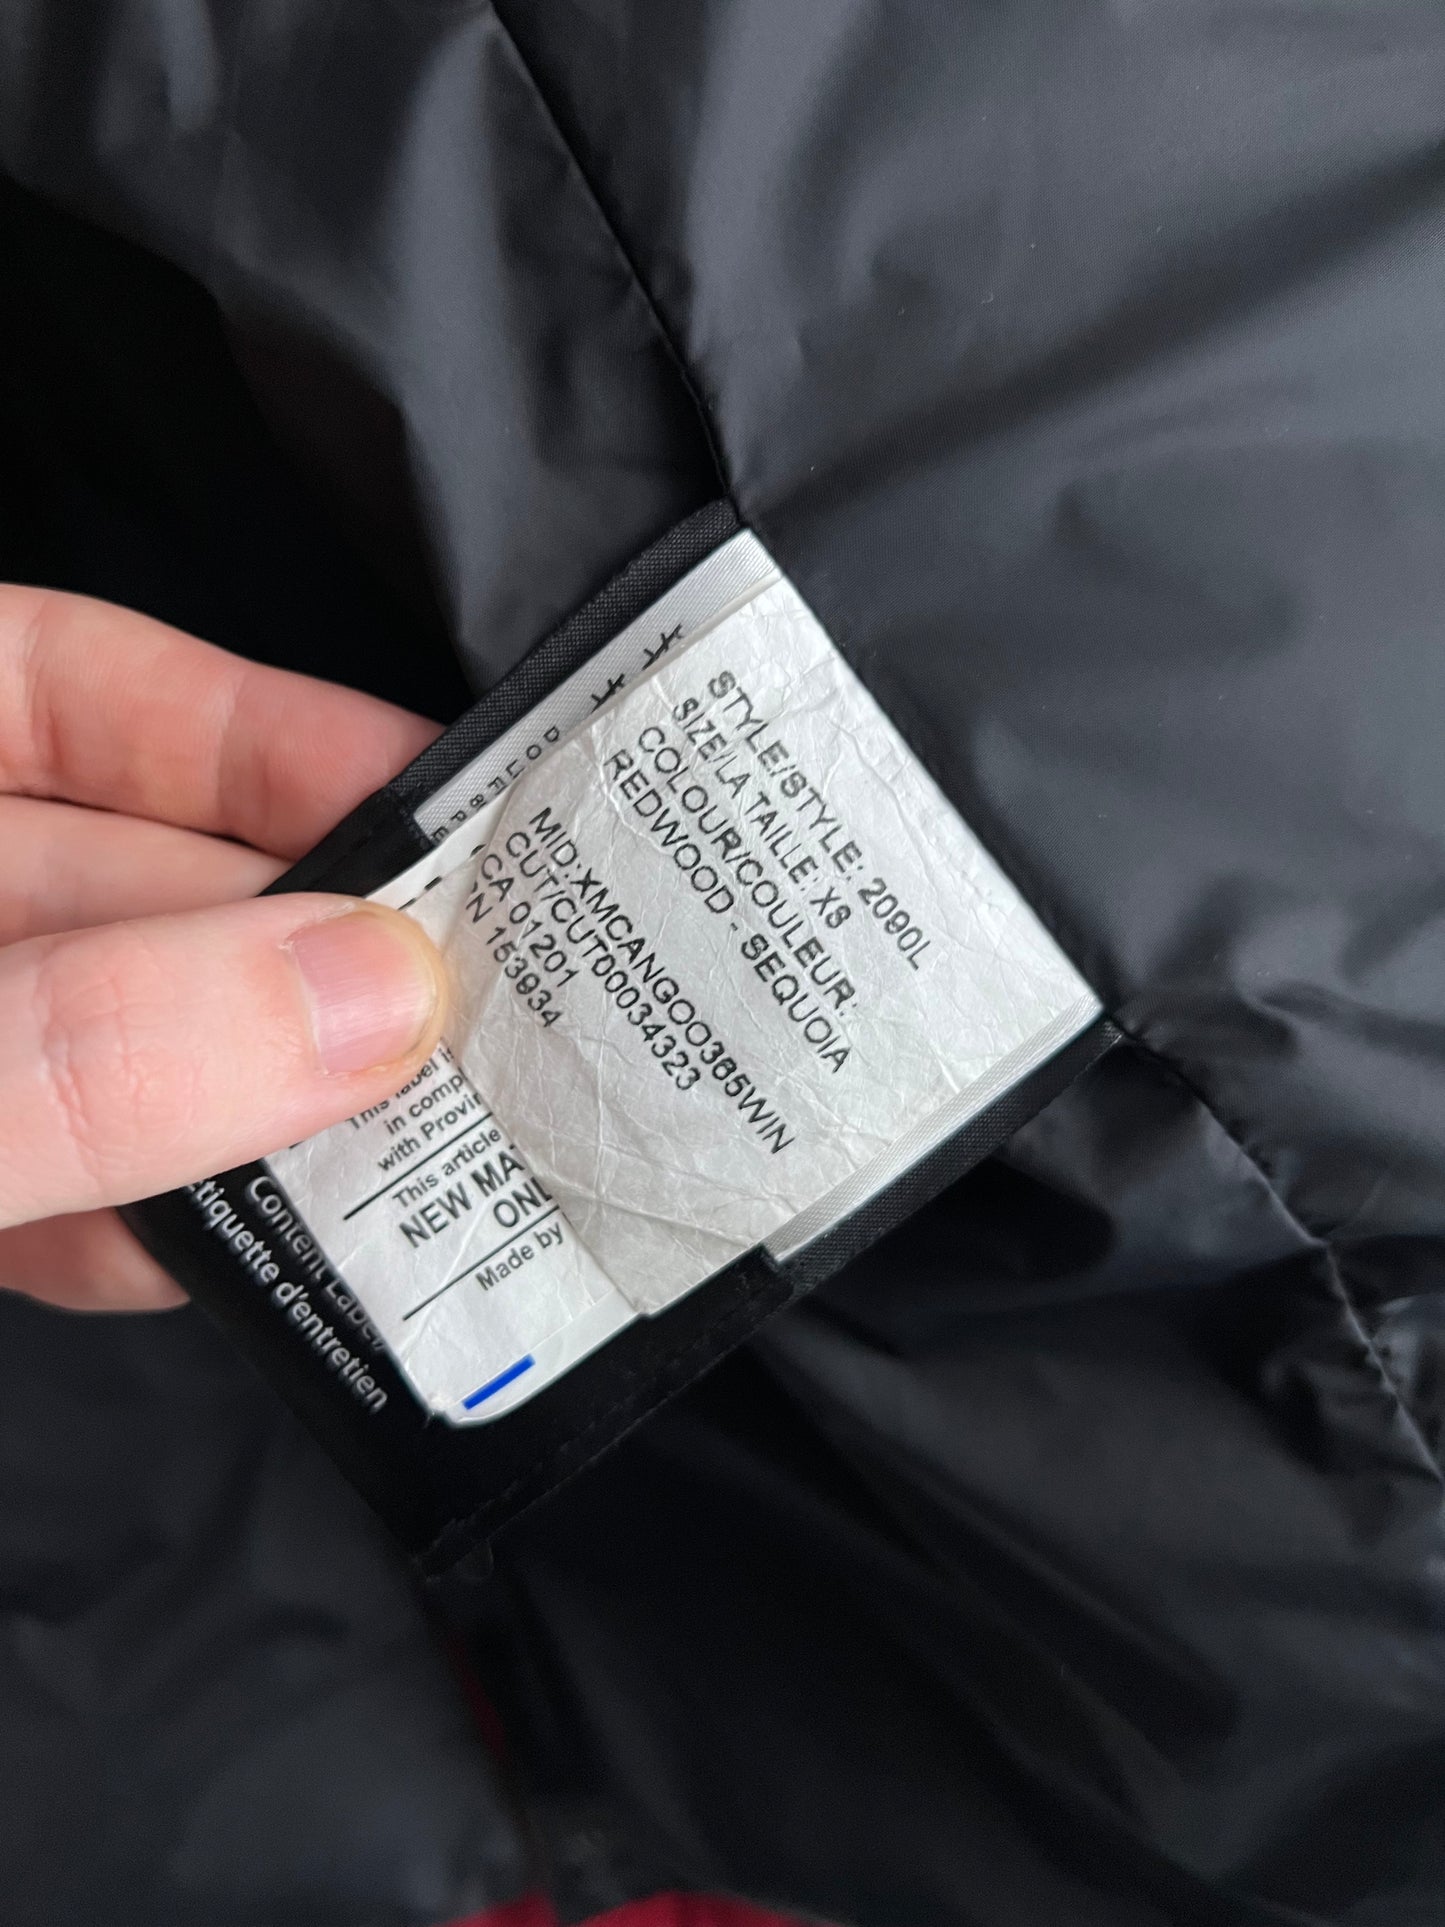 STYLE/STYLE: 2090L
SIZE/LA TAILLE: XS
COLOUR/COULEUR:
REDWOOD - SEQUOIA
MID:XMCANGOO365WIN
CUT/CUT00034323
CA 01201
153934
This label is
in comp
with Provin
This article
NEW MA
ONL
Made by
Content Label/
Étiquette d'entretien